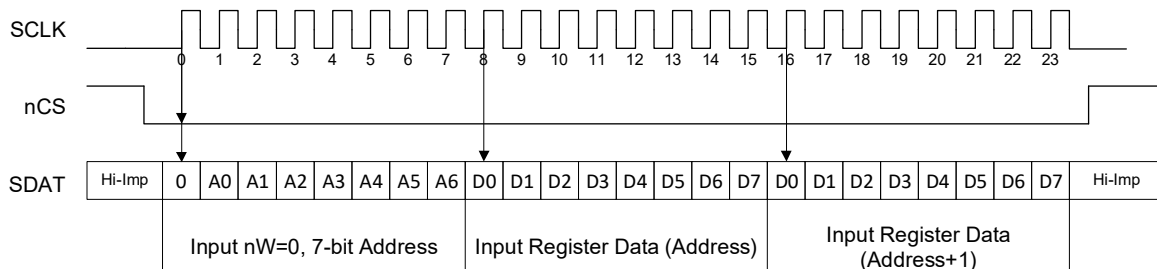 SCLK
0 1 2 3 4 5 6 7 8 9 10 11 12 13 14 15 16 17 18 19 20 21 22 23
nCS
SDAT Hi-Imp 0 A0 A1 A2 A3 A4 A5 A6 D0 D1 D2 D3 D4 D5 D6 D7 D0 D1 D2 D3 D4 D5 D6 D7 Hi-Imp
Input nW=0, 7-bit Address
Input Register Data (Address)
Input Register Data
(Address+1)